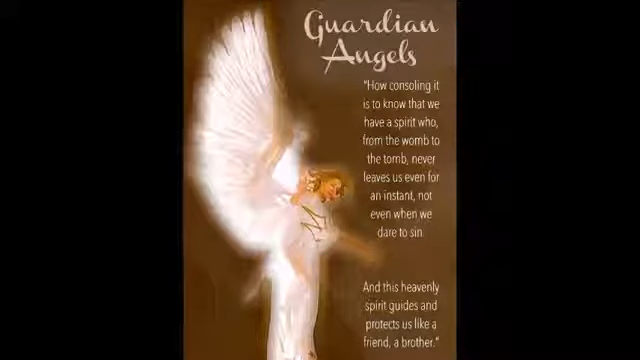 Guardian
Angels
"How consoling it
is to know that we
have a spirit who,
from the womb to
the tomb, never
leaves us even for
an instant, not
even when we
dare to sin.
And this heavenly
spirit guides and
protects us like a
friend, a brother."